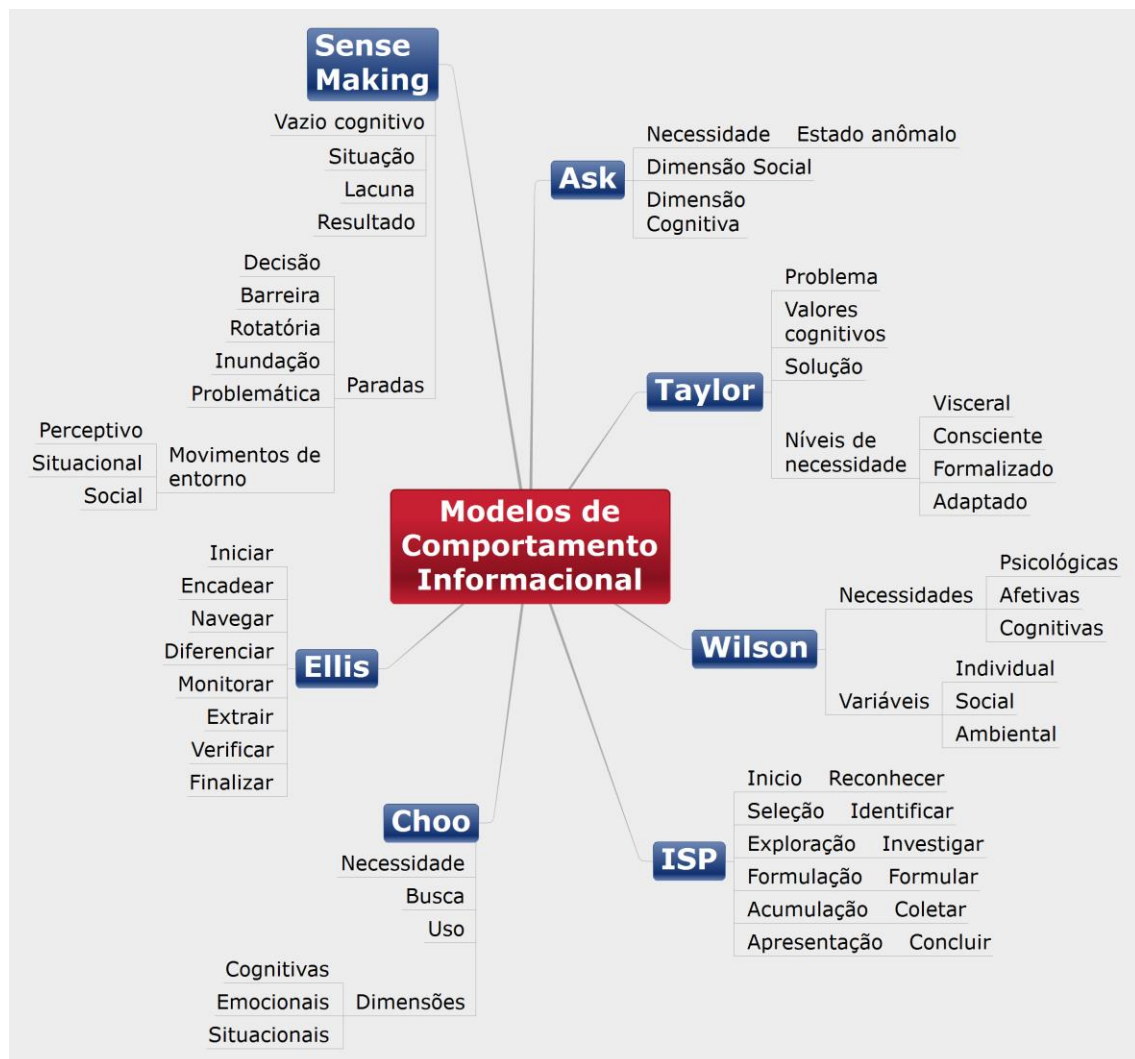 Sense
Making
Vazio cognitivo
Situação
Lacuna
Resultado
Decisão
Barreira
Rotatória
Inundação
Problemática
Paradas
Perceptivo
Situacional
Social
Movimentos de
entorno
Ask
Necessidade Estado anômalo
Dimensão Social
Dimensão
Cognitiva
Taylor
Problema
Valores
cognitivos
Solução
Níveis de
necessidade
Visceral
Consciente
Formalizado
Adaptado
Modelos de
Comportamento
Informacional
Wilson
Necessidades
Psicológicas
Afetivas
Cognitivas
Variáveis
Individual
Social
Ambiental
Ellis
Iniciar
Encadear
Navegar
Diferenciar
Monitorar
Extrair
Verificar
Finalizar
ISP
Inicio Reconhecer
Seleção Identificar
Exploração Investigar
Formulação Formular
Acumulação Coletar
Apresentação Concluir
Choo
Necessidade
Busca
Uso
Dimensões
Cognitivas
Emocionais
Situacionais